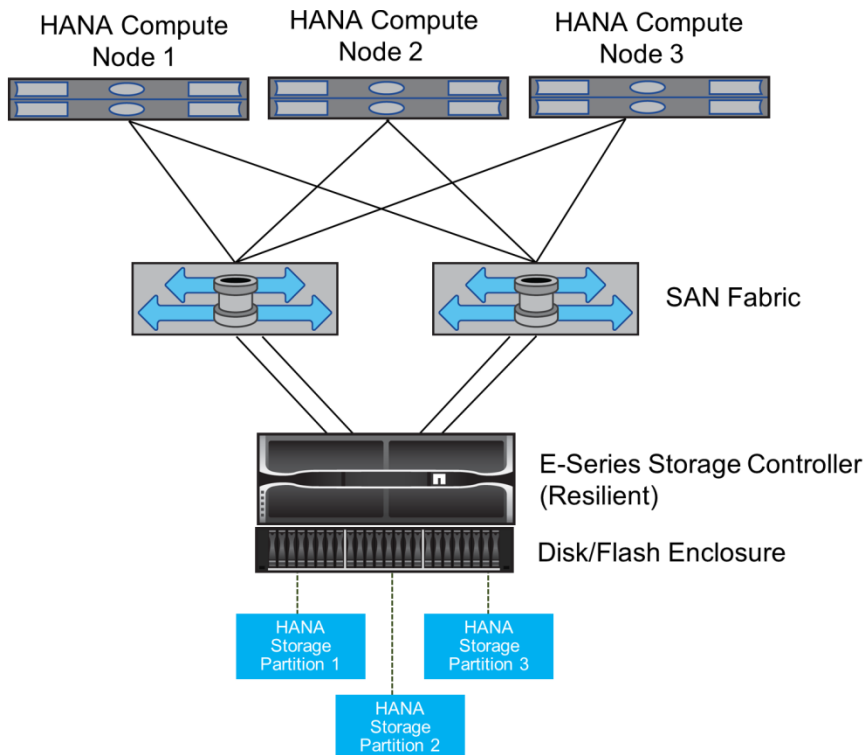 HANA Compute
Node 1
HANA Compute
Node 2
HANA Compute
Node 3
SAN Fabric
E-Series Storage Controller
(Resilient)
Disk/Flash Enclosure
HANA
Storage
Partition 1
HANA
Storage
Partition 3
HANA
Storage
Partition 2